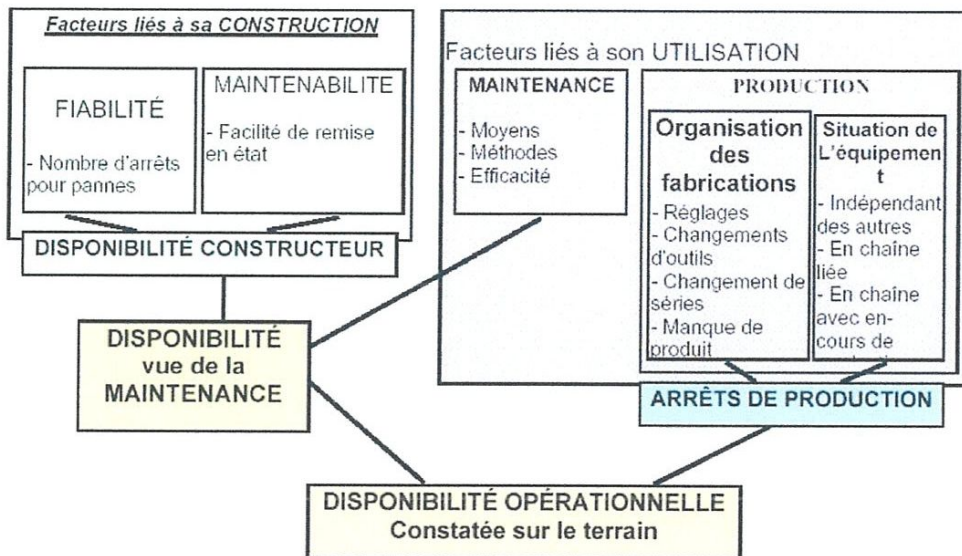 Facteurs liés à sa CONSTRUCTION
FIABILITÉ
- Nombre d'arrêts
pour pannes
MAINTENABILITE
- Facilité de remise
en état
DISPONIBILITÉ CONSTRUCTEUR
Facteurs liés à son UTILISATION
MAINTENANCE
- Moyens
- Méthodes
- Efficacité
PRODUCTION
Organisation
des
fabrications
- Réglages
- Changements
d'outils
- Changement de
séries
- Manque de
produit
Situation de
L'équipemen
t
- Indépendant
des autres
- En chaîne
liée
- En chaîne
avec en-
cours de
DISPONIBILITÉ
vue de la
MAINTENANCE
ARRÊTS DE PRODUCTION
DISPONIBILITÉ OPÉRATIONNELLE
Constatée sur le terrain